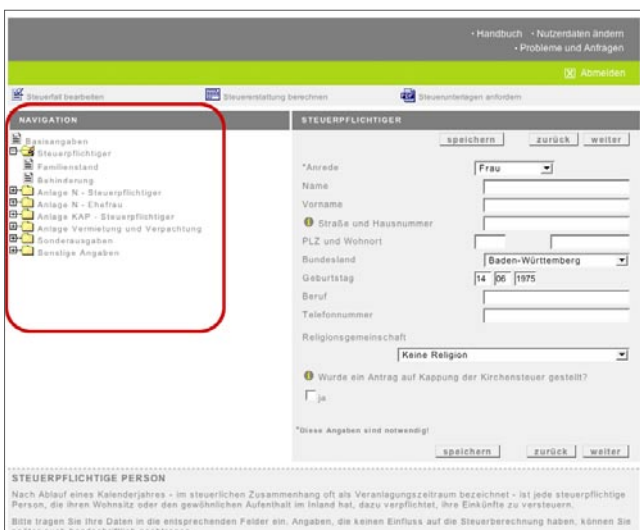 · Handbuch · Nutzerdaten ändern
· Probleme und Anfragen
Abmelden
Steuerfall bearbeiten Steuererstattung berechnen Steuerunterlagen anfordern
NAVIGATION
Basisangaben
Steuerpflichtiger
Familienstand
Behinderung
Anlage N - Steuerpflichtiger
Anlage N - Ehefrau
Anlage KAP - Steuerpflichtiger
Anlage Vermietung und Verpachtung
Sonderausgaben
Sonstige Angaben
STEUERPFLICHTIGER
speichern zurück weiter
*Anrede Frau
Name
Vorname
Straße und Hausnummer
PLZ und Wohnort
Bundesland Baden-Württemberg
Geburtstag 14 06 1975
Beruf
Telefonnummer
Religionsgemeinschaft
Keine Religion
Wurde ein Antrag auf Kappung der Kirchensteuer gestellt?
ja
*Diese Angaben sind notwendig!
speichern zurück weiter
STEUERPFLICHTIGE PERSON
Nach Ablauf eines Kalenderjahres - im steuerlichen Zusammenhang oft als Veranlagungszeitraum bezeichnet - ist jede steuerpflichtige
Person, die ihren Wohnsitz oder den gewöhnlichen Aufenthalt im Inland hat, dazu verpflichtet, ihre Einkünfte zu versteuern.
Bitte tragen Sie Ihre Daten in die entsprechenden Felder ein. Angaben, die keinen Einfluss auf die Steuerberechnung haben, können Sie